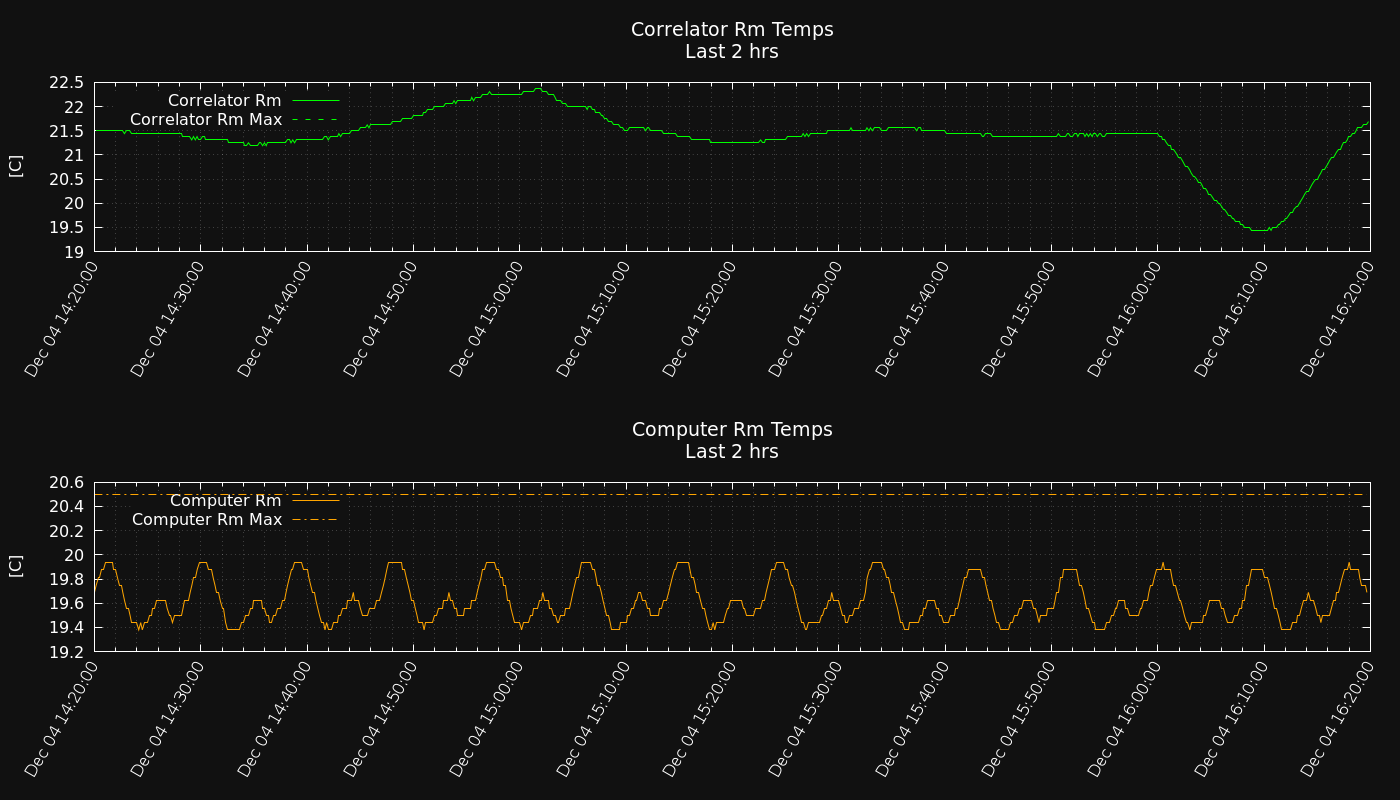 Correlator Rm Temps
Last 2 hrs
22.5
22
21.5
21
20.5
20
19.5
19
[C]
Correlator Rm
Correlator Rm Max
Dec 04 14:20:00
Dec 04 14:30:00
Dec 04 14:40:00
Dec 04 14:50:00
Dec 04 15:00:00
Dec 04 15:10:00
Dec 04 15:20:00
Dec 04 15:30:00
Dec 04 15:40:00
Dec 04 15:50:00
Dec 04 16:00:00
Dec 04 16:10:00
Dec 04 16:20:00
Computer Rm Temps
Last 2 hrs
20.6
20.4
20.2
20
19.8
19.6
19.4
19.2
[C]
Computer Rm
Computer Rm Max
Dec 04 14:20:00
Dec 04 14:30:00
Dec 04 14:40:00
Dec 04 14:50:00
Dec 04 15:00:00
Dec 04 15:10:00
Dec 04 15:20:00
Dec 04 15:30:00
Dec 04 15:40:00
Dec 04 15:50:00
Dec 04 16:00:00
Dec 04 16:10:00
Dec 04 16:20:00